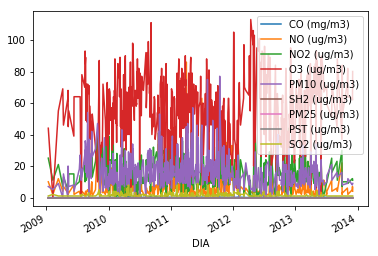 100
80
60
40
20
0
CO (mg/m3)
NO (ug/m3)
NO2 (ug/m3)
O3 (ug/m3)
PM10 (ug/m3)
SH2 (ug/m3)
PM25 (ug/m3)
PST (ug/m3)
SO2 (ug/m3)
2009 2010 2011 2012 2013 2014
DIA